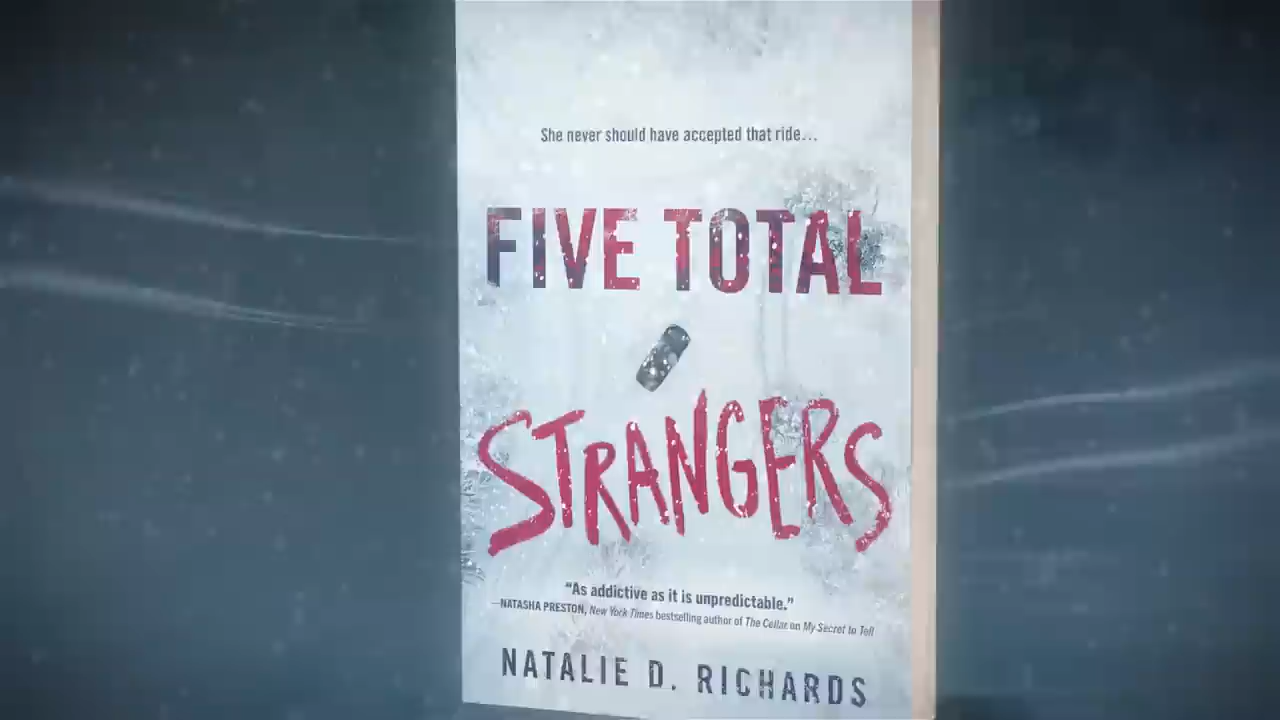 She never should have accepted that ride...
FIVE TOTAL
STRANGERS
“As addictive as it is unpredictable.”
—NATASHA PRESTON, New York Times bestselling author of The Cellar on My Secret to Tell
NATALIE D. RICHARDS